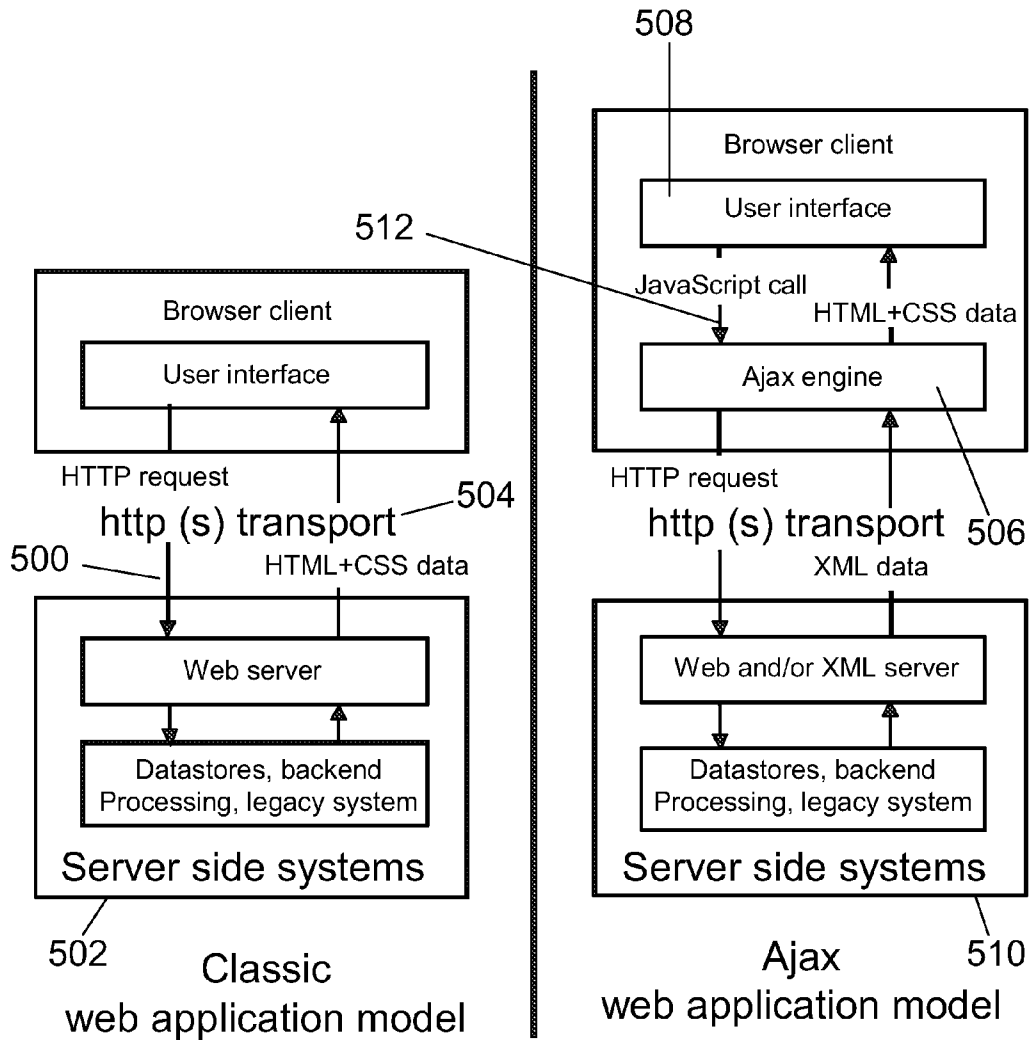 Browser client
User interface
HTTP request
http (s) transport
504
500
HTML+CSS data
Web server
Datastores, backend
Processing, legacy system
Server side systems
502
Classic
web application model
508
Browser client
User interface
512
JavaScript call
HTML+CSS data
Ajax engine
HTTP request
http (s) transport
506
XML data
Web and/or XML server
Datastores, backend
Processing, legacy system
Server side systems
510
Ajax
web application model